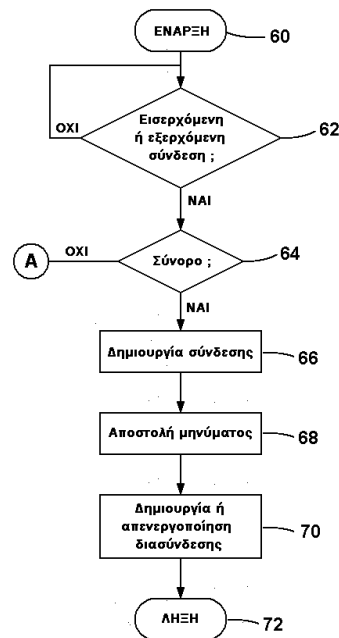 ΕΝΑΡΞΗ
60
Εισερχόμενη
ή εξερχόμενη
σύνδεση ;
62
ΟΧΙ
ΝΑΙ
Α
ΟΧΙ
Σύνορο ;
64
ΝΑΙ
Δημιουργία σύνδεσης
66
Αποστολή μηνύματος
68
Δημιουργία ή
απενεργοποίηση
διασύνδεσης
70
ΛΗΞΗ
72